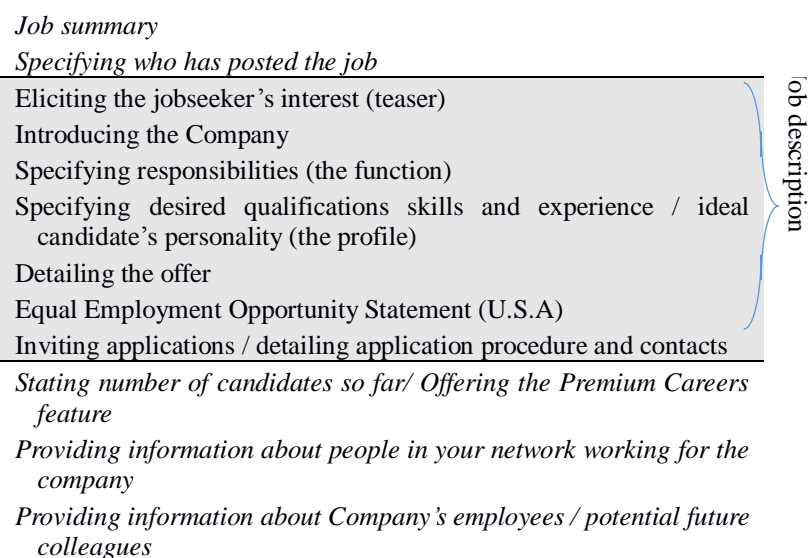 Job summary
Specifying who has posted the job
Eliciting the jobseeker’s interest (teaser)
Introducing the Company
Specifying responsibilities (the function)
Specifying desired qualifications skills and experience / ideal
candidate’s personality (the profile)
Detailing the offer
Equal Employment Opportunity Statement (U.S.A)
Inviting applications / detailing application procedure and contacts
Stating number of candidates so far/ Offering the Premium Careers
feature
Providing information about people in your network working for the
company
Providing information about Company’s employees / potential future
colleagues
Job description